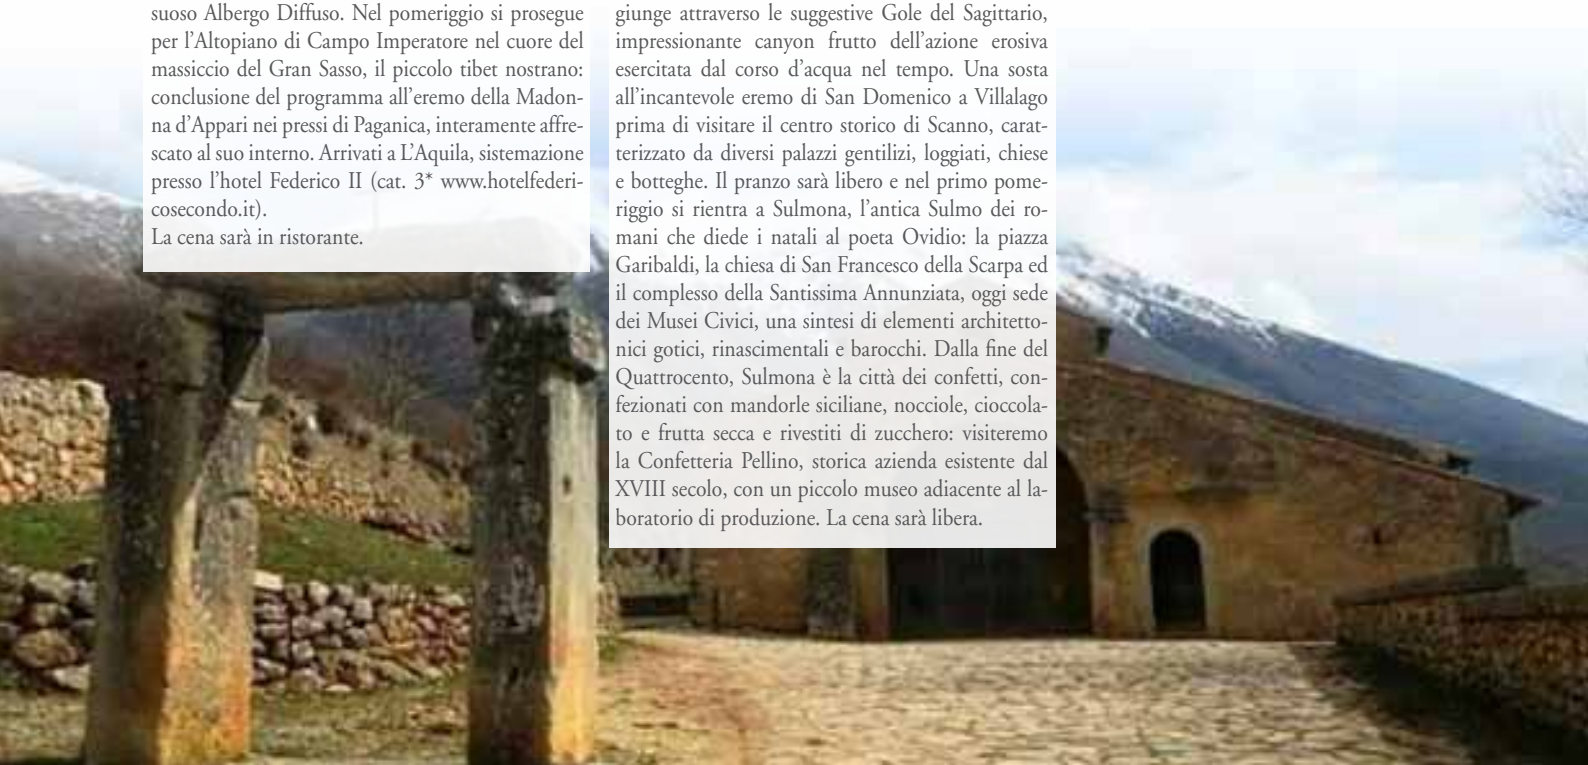 suoso Albergo Diffuso. Nel pomeriggio si prosegue
per l'Altopiano di Campo Imperatore nel cuore del
massiccio del Gran Sasso, il piccolo tibet nostrano:
conclusione del programma all'eremo della Madon-
na d'Appari nei pressi di Paganica, interamente affre-
scato al suo interno. Arrivati a L'Aquila, sistemazione
presso l'hotel Federico II (cat. 3* www.hotelfederi-
cosecondo.it).
La cena sarà in ristorante.
giunge attraverso le suggestive Gole del Sagittario,
impressionante canyon frutto dell'azione erosiva
esercitata dal corso d'acqua nel tempo. Una sosta
all'incantevole eremo di San Domenico a Villalago
prima di visitare il centro storico di Scanno, carat-
terizzato da diversi palazzi gentilizi, loggiati, chiese
e botteghe. Il pranzo sarà libero e nel primo pome-
riggio si rientra a Sulmona, l'antica Sulmo dei ro-
mani che diede i natali al poeta Ovidio: la piazza
Garibaldi, la chiesa di San Francesco della Scarpa ed
il complesso della Santissima Annunziata, oggi sede
dei Musei Civici, una sintesi di elementi architetto-
nici gotici, rinascimentali e barocchi. Dalla fine del
Quattrocento, Sulmona è la città dei confetti, con-
fezionati con mandorle siciliane, nocciole, cioccola-
to e frutta secca e rivestiti di zucchero: visiteremo
la Confetteria Pellino, storica azienda esistente dal
XVIII secolo, con un piccolo museo adiacente al la-
boratorio di produzione. La cena sarà libera.